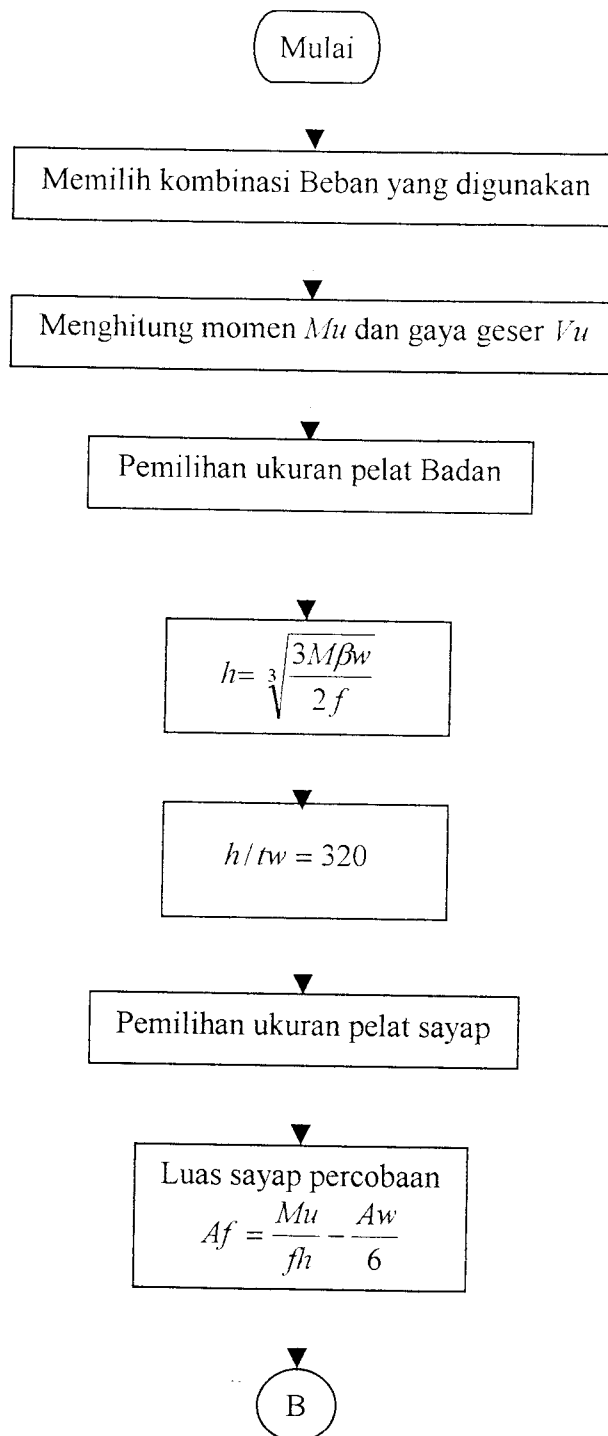 Mulai
Memilih kombinasi Beban yang digunakan
Menghitung momen Mu dan gaya geser Vu
Pemilihan ukuran pelat Badan
h= ∛(3Mβw / 2f)
h/tw = 320
Pemilihan ukuran pelat sayap
Luas sayap percobaan
Af = Mu/fh − Aw/6
B